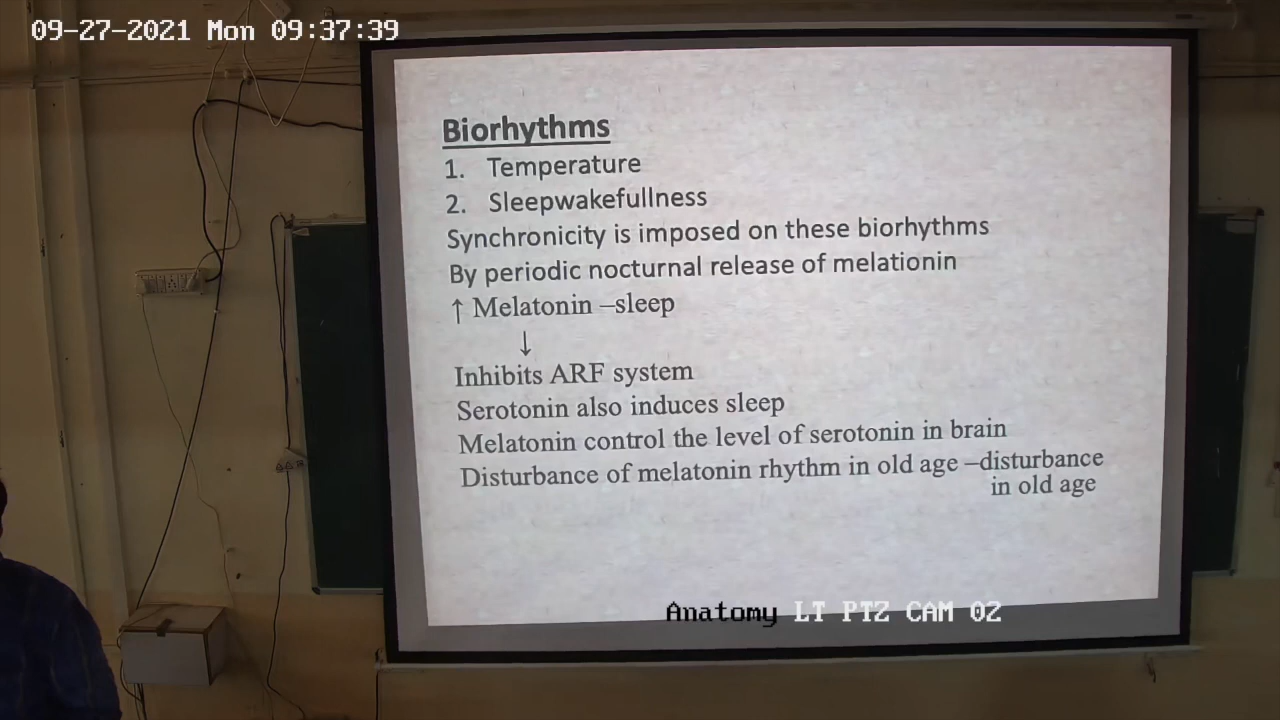 09-27-2021 Mon 09:37:39
Biorhythms
1. Temperature
2. Sleepwakefullness
Synchronicity is imposed on these biorhythms
By periodic nocturnal release of melationin
↑ Melatonin –sleep
↓
Inhibits ARF system
Serotonin also induces sleep
Melatonin control the level of serotonin in brain
Disturbance of melatonin rhythm in old age –disturbance
in old age
Anatomy LT PTZ CAM 02